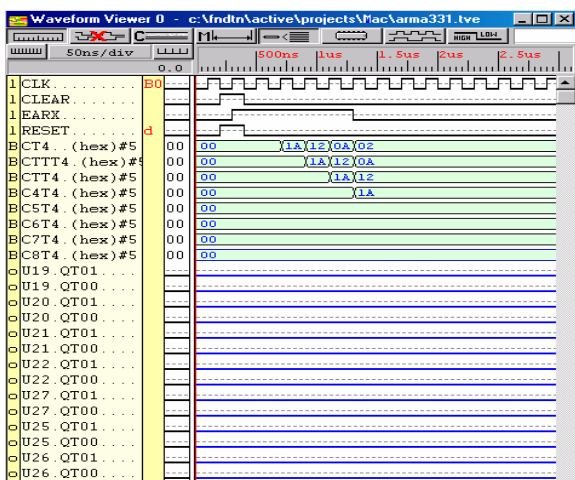 Waveform Viewer 0 - c:\fndtn\active\projects\Mac\arma331.tve
HIGH LOW
50ns/div
500ns 1us 1.5us 2us 2.5us
0.0
1 CLK........ B0
1 CLEAR......
1 EARX.......
1 RESET...... d
B CT4..(hex)#5 00 00 1A 12 0A 02
B CTTT4.(hex)#5 00 00 1A 12 0A
B CTT4.(hex)#5 00 00 1A 12
B C4T4.(hex)#5 00 00 1A
B C5T4.(hex)#5 00 00
B C6T4.(hex)#5 00 00
B C7T4.(hex)#5 00 00
B C8T4.(hex)#5 00 00
o U19.QT01....
o U19.QT00....
o U20.QT01....
o U20.QT00....
o U21.QT01....
o U21.QT00....
o U22.QT01....
o U22.QT00....
o U27.QT01....
o U27.QT00....
o U25.QT01....
o U25.QT00....
o U26.QT01....
o U26.QT00....